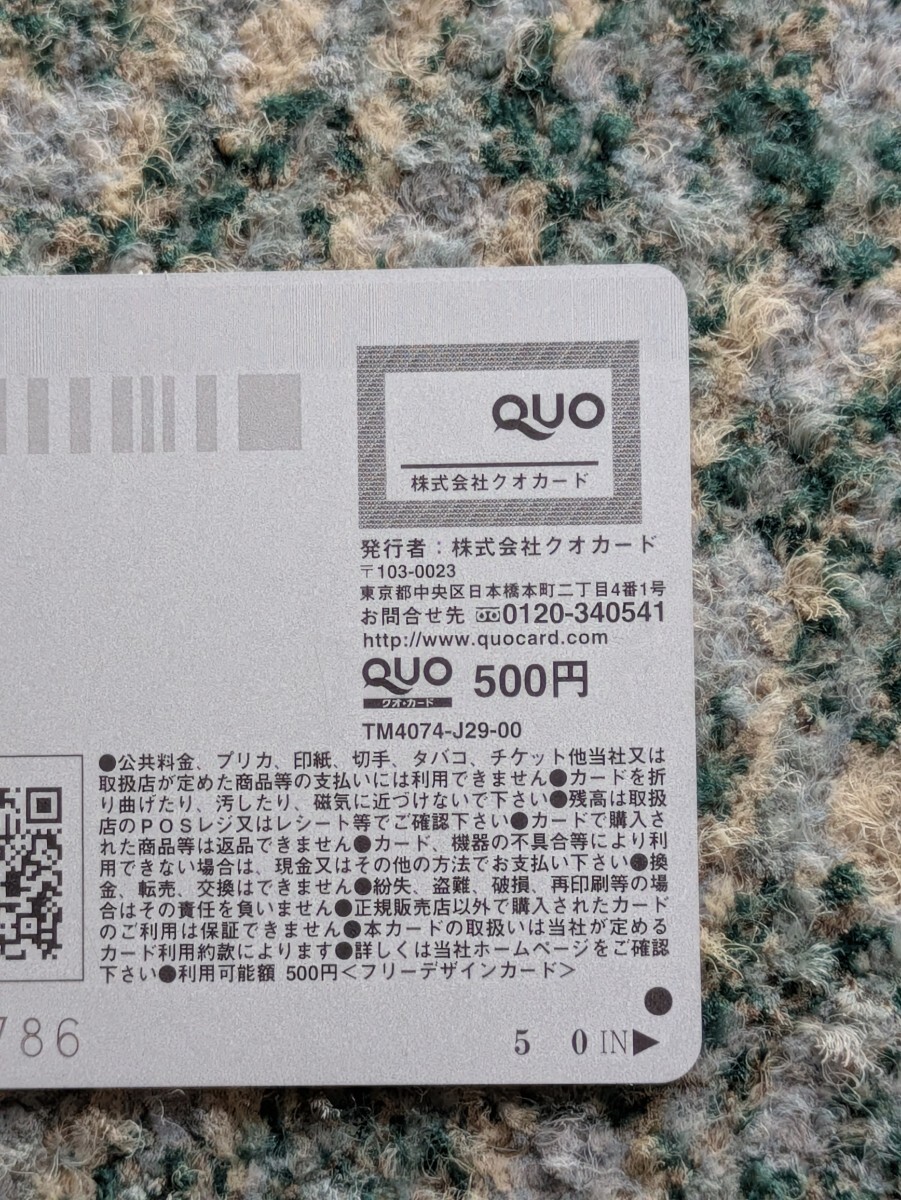 QUO
株式会社クオカード
発行者：株式会社クオカード
〒103-0023
東京都中央区日本橋本町二丁目4番1号
お問合せ先 0120-340541
http://www.quocard.com
QUO 500円
クオ・カード
TM4074-J29-00
●公共料金、プリカ、印紙、切手、タバコ、チケット他当社又は
取扱店が定めた商品等の支払いには利用できません●カードを折
り曲げたり、汚したり、磁気に近づけないで下さい●残高は取扱
店のPOSレジ又はレシート等でご確認下さい●カードで購入さ
れた商品等は返品できません●カード、機器の不具合等により利
用できない場合は、現金又はその他の方法でお支払い下さい●換
金、転売、交換はできません●紛失、盗難、破損、再印刷等の場
合はその責任を負いません●正規販売店以外で購入されたカード
のご利用は保証できません●本カードの取扱いは当社が定める
カード利用約款によります●詳しくは当社ホームページをご確認
下さい●利用可能額 500円＜フリーデザインカード＞
786
5 0 IN▶